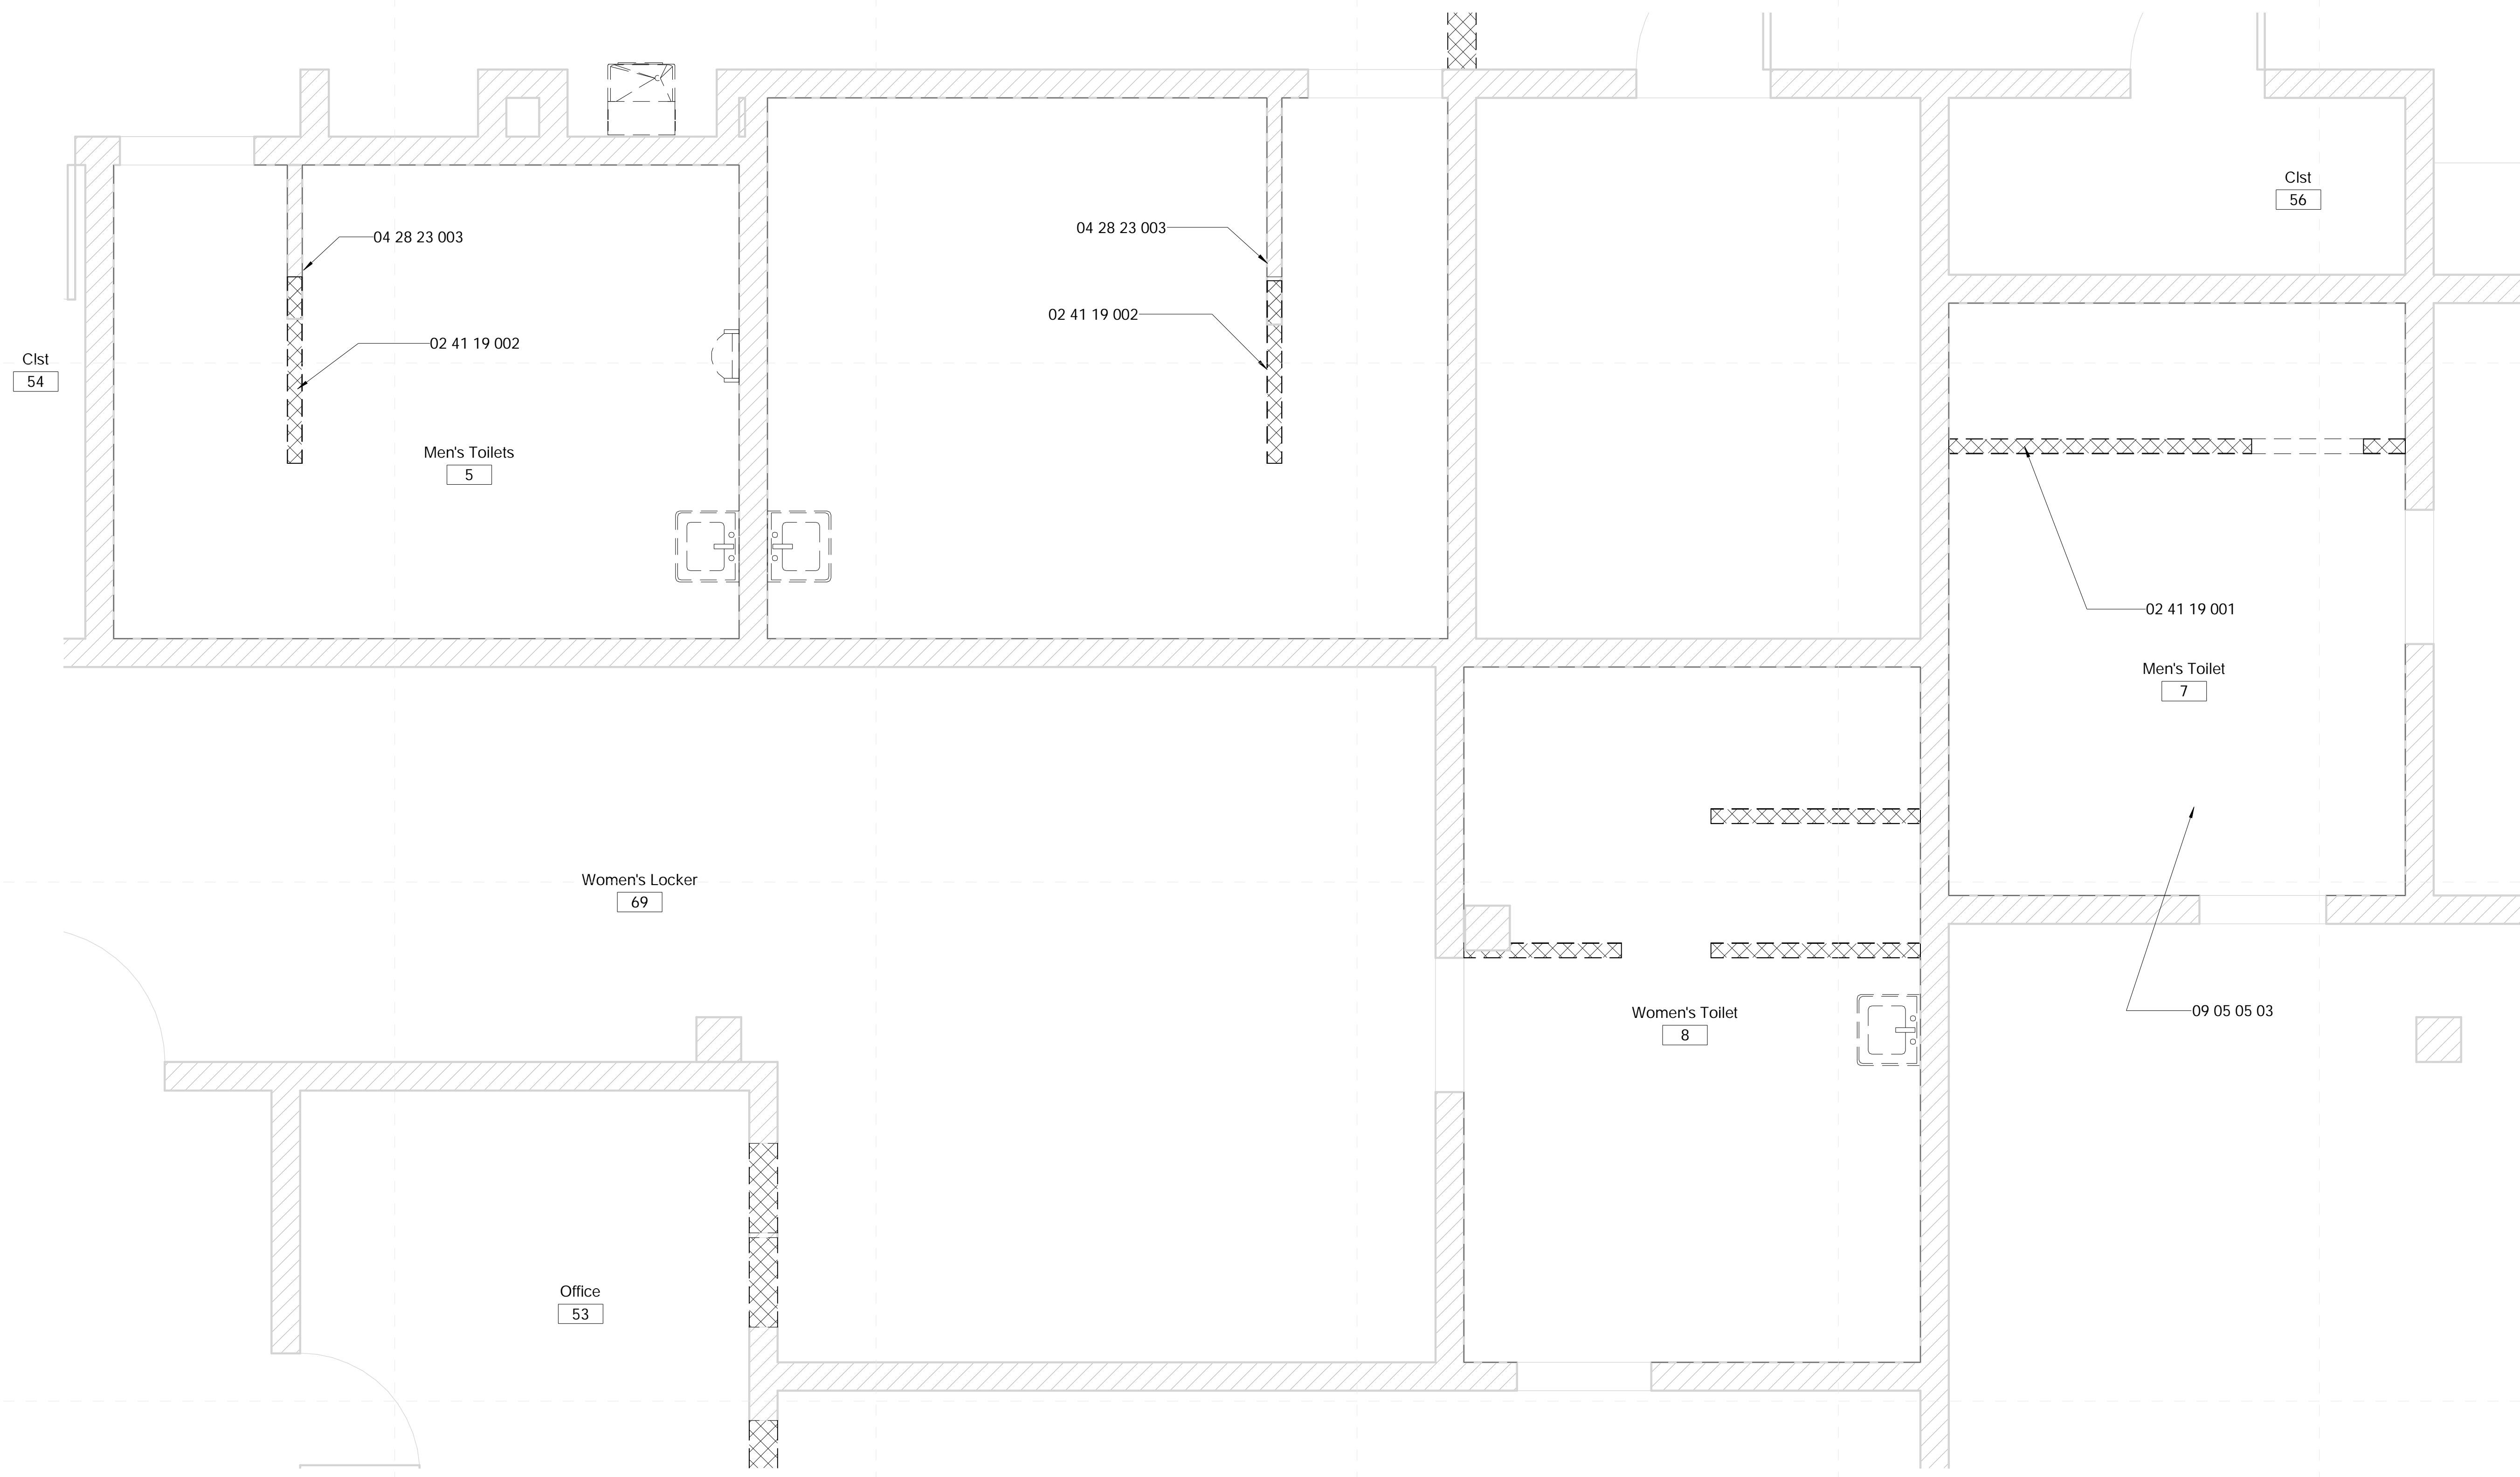 Clst
56
04 28 23 003
04 28 23 003
02 41 19 002
02 41 19 002
Clst
54
Men's Toilets
5
02 41 19 001
Men's Toilet
7
Women's Locker
69
Women's Toilet
8
09 05 05 03
Office
53